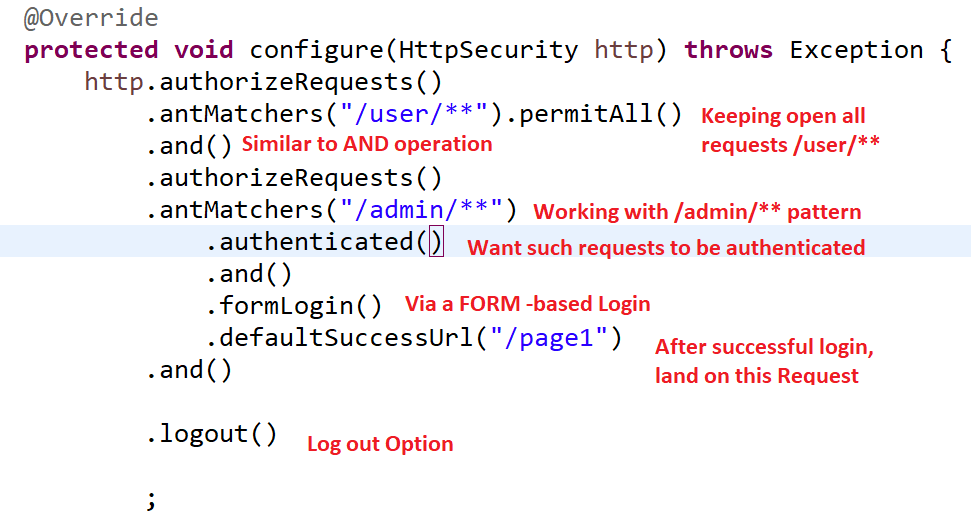 @Override
protected void configure(HttpSecurity http) throws Exception {
http.authorizeRequests()
.antMatchers("/user/**").permitAll() Keeping open all
requests /user/**
.and() Similar to AND operation
.authorizeRequests()
.antMatchers("/admin/**") Working with /admin/** pattern
.authenticated() Want such requests to be authenticated
.and()
.formLogin() Via a FORM -based Login
.defaultSuccessUrl("/page1") After successful login,
land on this Request
.and()
.logout() Log out Option
;